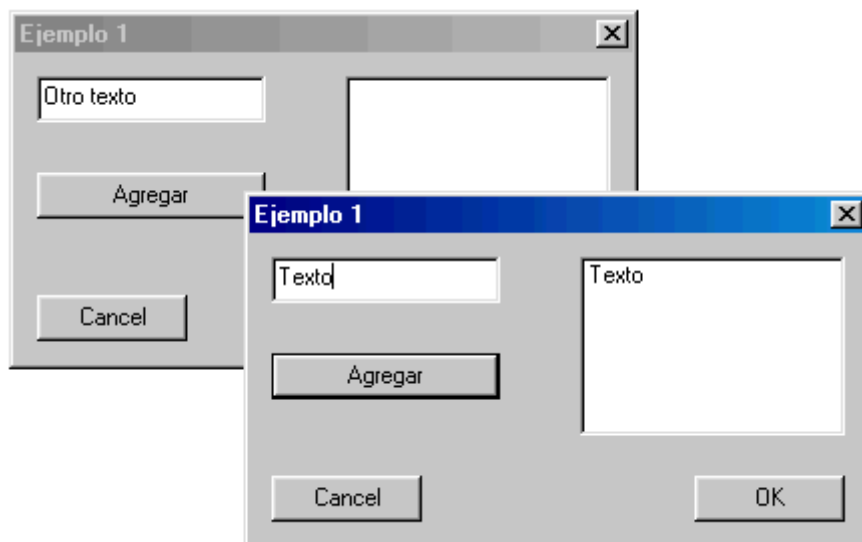 Ejemplo 1
Otro texto
Agregar
Cancel
Ejemplo 1
Texto
Texto
Agregar
Cancel
OK